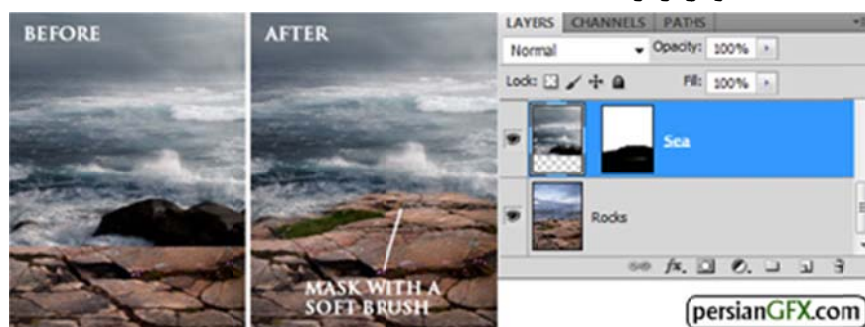 BEFORE
AFTER
MASK WITH A
SOFT BRUSH
LAYERS CHANNELS PATHS
Normal Opacity: 100%
Lock: Fill: 100%
Sea
Rocks
fx.
persianGFX.com